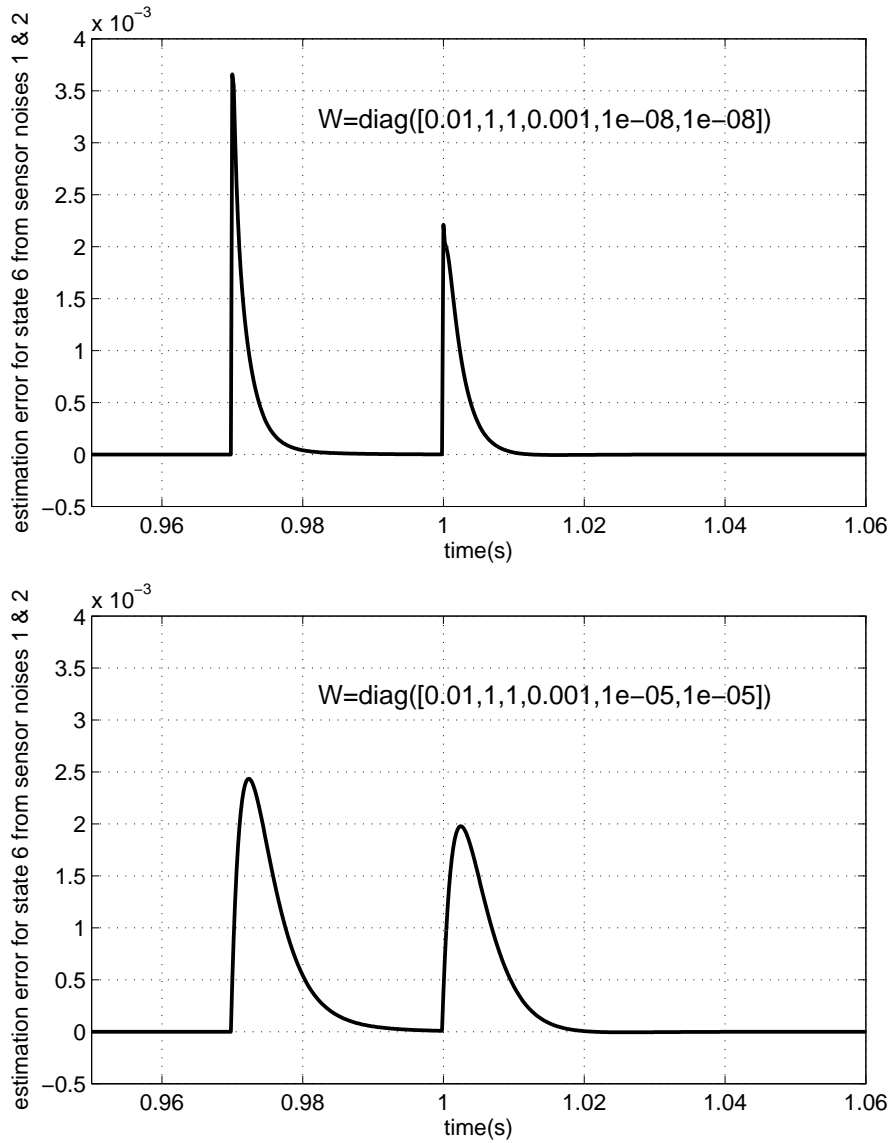 x 10−3
4
3.5
3
2.5
2
1.5
1
0.5
0
−0.5
estimation error for state 6 from sensor noises 1 & 2
W=diag([0.01,1,1,0.001,1e−08,1e−08])
0.96 0.98 1 1.02 1.04 1.06
time(s)
x 10−3
4
3.5
3
2.5
2
1.5
1
0.5
0
−0.5
estimation error for state 6 from sensor noises 1 & 2
W=diag([0.01,1,1,0.001,1e−05,1e−05])
0.96 0.98 1 1.02 1.04 1.06
time(s)